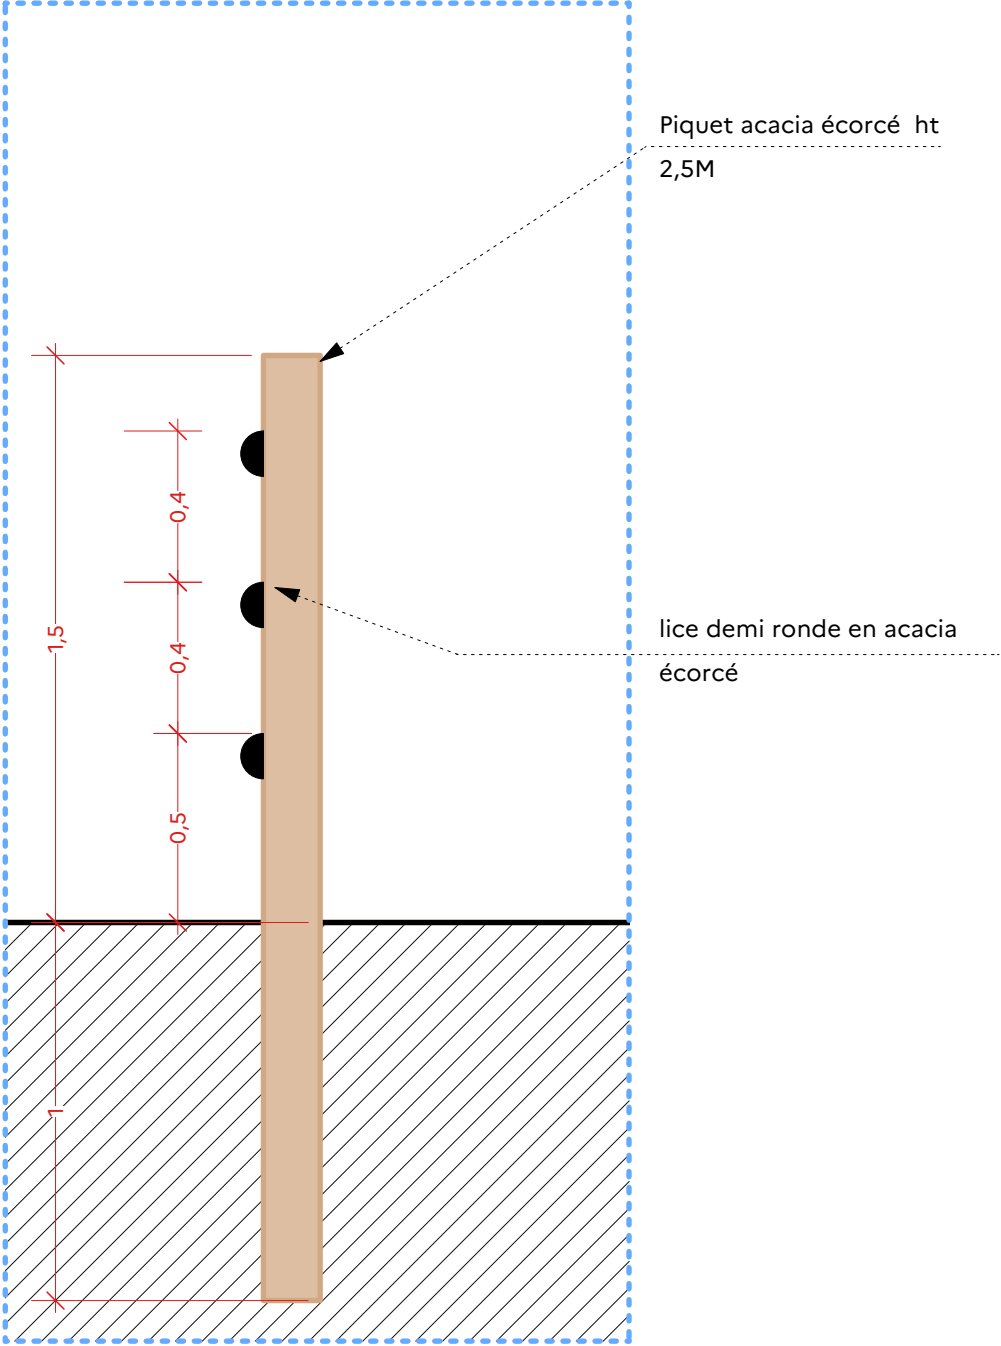 Piquet acacia écorcé  ht
2,5M
0,4
1,5
lice demi ronde en acacia
0,4
écorcé
0,5
1